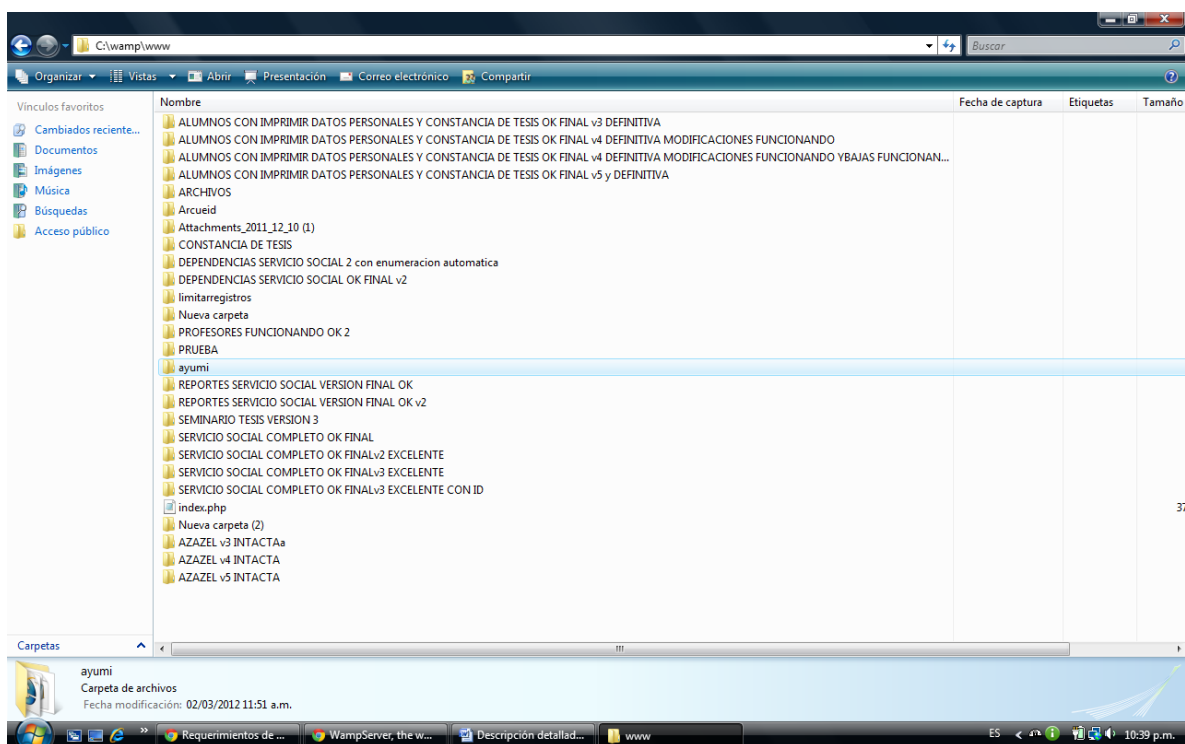 C:\wamp\www
Buscar
Organizar Vistas Abrir Presentación Correo electrónico Compartir
Vínculos favoritos
Cambiados reciente...
Documentos
Imágenes
Música
Búsquedas
Acceso público
Carpetas
Nombre Fecha de captura Etiquetas Tamaño
ALUMNOS CON IMPRIMIR DATOS PERSONALES Y CONSTANCIA DE TESIS OK FINAL v3 DEFINITIVA
ALUMNOS CON IMPRIMIR DATOS PERSONALES Y CONSTANCIA DE TESIS OK FINAL v4 DEFINITIVA MODIFICACIONES FUNCIONANDO
ALUMNOS CON IMPRIMIR DATOS PERSONALES Y CONSTANCIA DE TESIS OK FINAL v4 DEFINITIVA MODIFICACIONES FUNCIONANDO YBAJAS FUNCIONAN...
ALUMNOS CON IMPRIMIR DATOS PERSONALES Y CONSTANCIA DE TESIS OK FINAL v5 y DEFINITIVA
ARCHIVOS
Arcueid
Attachments_2011_12_10 (1)
CONSTANCIA DE TESIS
DEPENDENCIAS SERVICIO SOCIAL 2 con enumeracion automatica
DEPENDENCIAS SERVICIO SOCIAL OK FINAL v2
limitarregistros
Nueva carpeta
PROFESORES FUNCIONANDO OK 2
PRUEBA
ayumi
REPORTES SERVICIO SOCIAL VERSION FINAL OK
REPORTES SERVICIO SOCIAL VERSION FINAL OK v2
SEMINARIO TESIS VERSION 3
SERVICIO SOCIAL COMPLETO OK FINAL
SERVICIO SOCIAL COMPLETO OK FINALv2 EXCELENTE
SERVICIO SOCIAL COMPLETO OK FINALv3 EXCELENTE
SERVICIO SOCIAL COMPLETO OK FINALv3 EXCELENTE CON ID
index.php 37
Nueva carpeta (2)
AZAZEL v3 INTACTAa
AZAZEL v4 INTACTA
AZAZEL v5 INTACTA
ayumi
Carpeta de archivos
Fecha modificación: 02/03/2012 11:51 a.m.
Requerimientos de ... WampServer, the w... Descripción detallad... www ES 10:39 p.m.